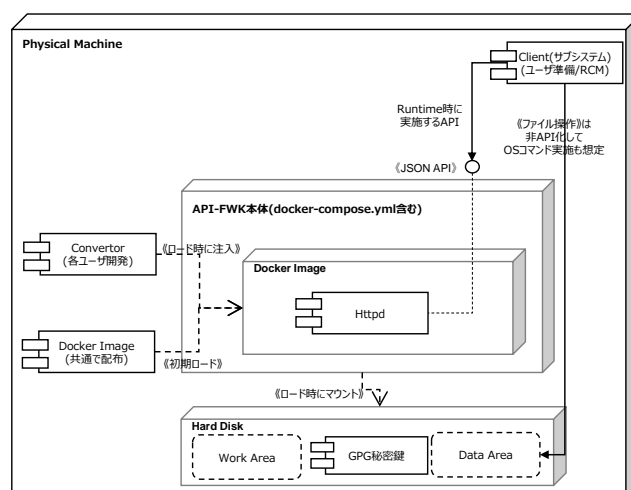 Physical Machine
Client(サブシステム)
(ユーザ準備/RCM)
Runtime時に
実施するAPI
《ファイル操作》は
非API化して
OSコマンド実施も想定
《JSON API》
API-FWK本体(docker-compose.yml含む)
Convertor
(各ユーザ開発)
《ロード時に注入》
Docker Image
Httpd
Docker Image
(共通で配布)
《初期ロード》
《ロード時にマウント》
Hard Disk
Work Area
GPG秘密鍵
Data Area